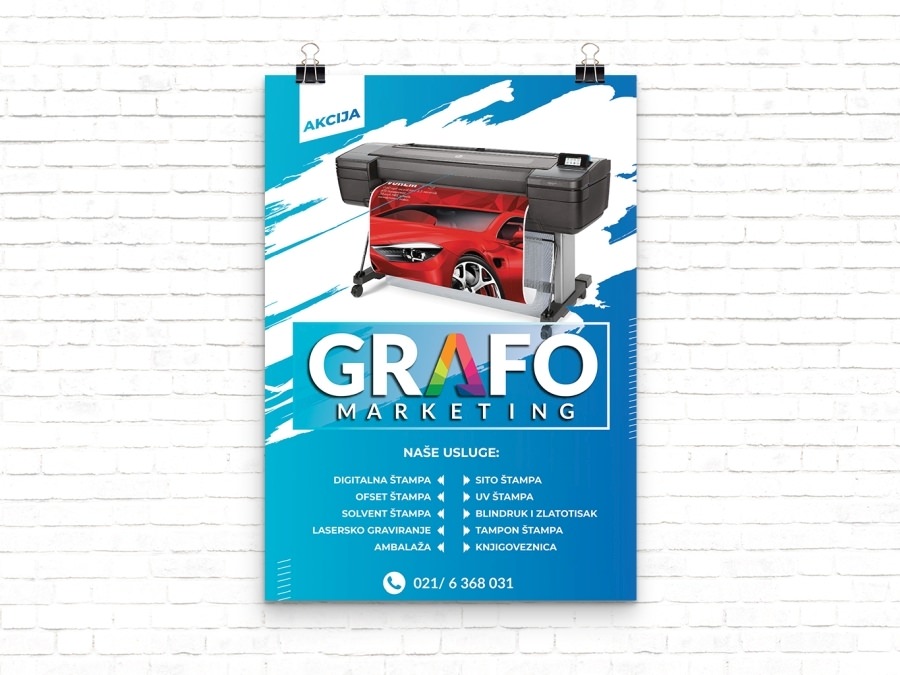 AKCIJA
GRAFO
MARKETING
NAŠE USLUGE:
DIGITALNA ŠTAMPA
OFSET ŠTAMPA
SOLVENT ŠTAMPA
LASERSKO GRAVIRANJE
AMBALAŽA
SITO ŠTAMPA
UV ŠTAMPA
BLINDRUK I ZLATOTISAK
TAMPON ŠTAMPA
KNJIGOVEZNICA
021/ 6 368 031